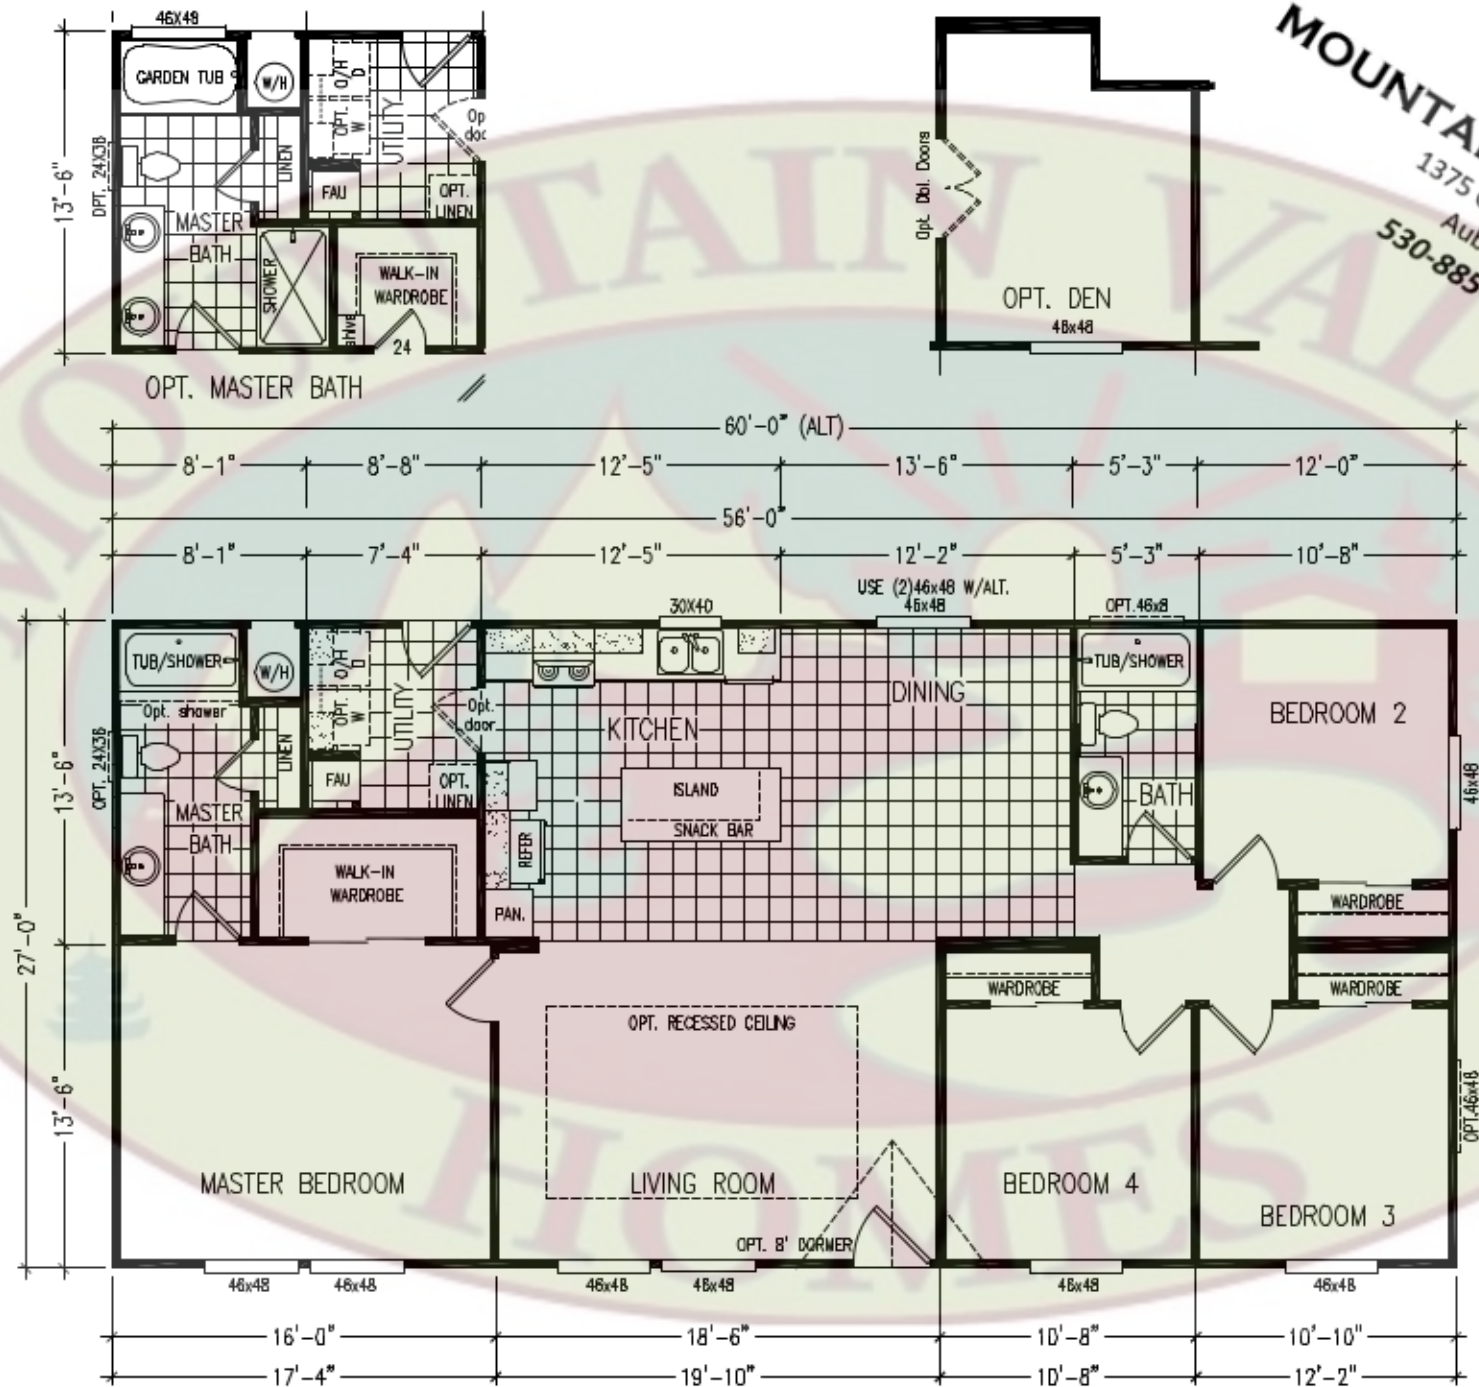 46X48
GARDEN TUB
W/H
OPT. O/H
W D
UTILITY
Op
doo
LINEN
FAU
OPT.
LINEN
MASTER
BATH
SHOWER
WALK-IN
WARDROBE
24
OPT. 24X36
13'-6"
OPT. MASTER BATH
Opt. Dbl. Doors
OPT. DEN
46x48
MOUNTAI
1375
Aub
530-885
MOUNTAIN VAL
HOMES
60'-0" (ALT)
8'-1" 8'-8" 12'-5" 13'-6" 5'-3" 12'-0"
56'-0"
8'-1" 7'-4" 12'-5" 12'-2" 5'-3" 10'-8"
USE (2)46x48 W/ALT.
30X40 46x48 OPT.46x8
TUB/SHOWER
W/H
OPT. O/H
W D
UTILITY
Opt.
door
Opt. shower
LINEN
FAU
OPT.
LINEN
OPT. 24X36
MASTER
BATH
WALK-IN
WARDROBE
KITCHEN
DINING
ISLAND
SNACK BAR
REFER
PAN.
TUB/SHOWER
BATH
BEDROOM 2
46x48
WARDROBE
WARDROBE
WARDROBE
13'-6"
27'-0"
13'-6"
OPT. RECESSED CEILING
MASTER BEDROOM
LIVING ROOM
BEDROOM 4
BEDROOM 3
OPT.46x48
OPT. 8' DORMER
46x48 46x48 46x48 46x48 46x48 46x48
16'-0" 18'-6" 10'-8" 10'-10"
17'-4" 19'-10" 10'-8" 12'-2"